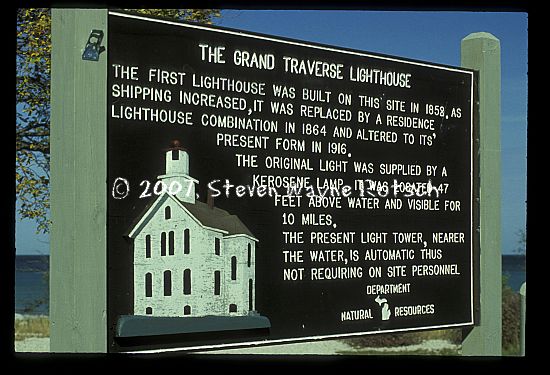 THE GRAND TRAVERSE LIGHTHOUSE
THE FIRST LIGHTHOUSE WAS BUILT ON THIS SITE IN 1858, AS
SHIPPING INCREASED, IT WAS REPLACED BY A RESIDENCE
LIGHTHOUSE COMBINATION IN 1864 AND ALTERED TO ITS
PRESENT FORM IN 1916.
THE ORIGINAL LIGHT WAS SUPPLIED BY A
KEROSENE LAMP. IT WAS LOCATED 47
© 2007 Steven Wayne Rotsch
FEET ABOVE WATER AND VISIBLE FOR
10 MILES.
THE PRESENT LIGHT TOWER, NEARER
THE WATER, IS AUTOMATIC THUS
NOT REQUIRING ON SITE PERSONNEL
DEPARTMENT
NATURAL RESOURCES